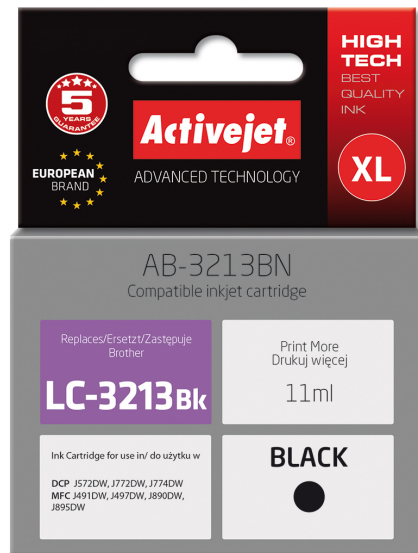 HIGH
TECH
BEST
QUALITY
INK
5
YEARS
GUARANTEE
Activejet®
EUROPEAN
BRAND
ADVANCED TECHNOLOGY
XL
AB-3213BN
Compatible inkjet cartridge
Replaces/Ersetzt/Zastępuje
Brother
LC-3213Bk
Print More
Drukuj więcej
11ml
Ink Cartridge for use in/ do użytku w
DCP J572DW, J772DW, J774DW
MFC J491DW, J497DW, J890DW,
J895DW
BLACK